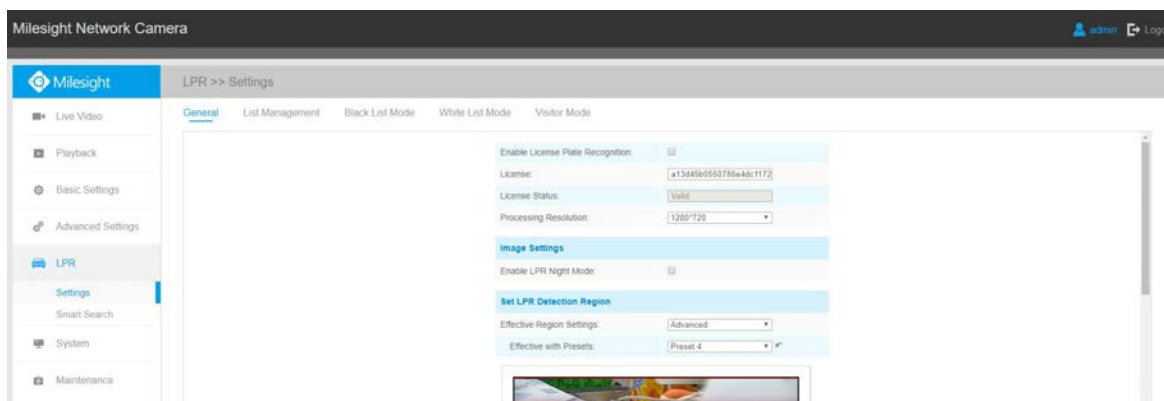 Milesight Network Camera
admin
Milesight
LPR >> Settings
Live Video
Playback
Basic Settings
Advanced Settings
LPR
Settings
Smart Search
System
Maintenance
General List Management Black List Mode White List Mode Visitor Mode
Enable License Plate Recognition:
License: a13d45b0550786e4dc1172
License Status: Valid
Processing Resolution: 1280*720
Image Settings
Enable LPR Night Mode:
Set LPR Detection Region
Effective Region Settings: Advanced
Effective with Presets: Preset 4